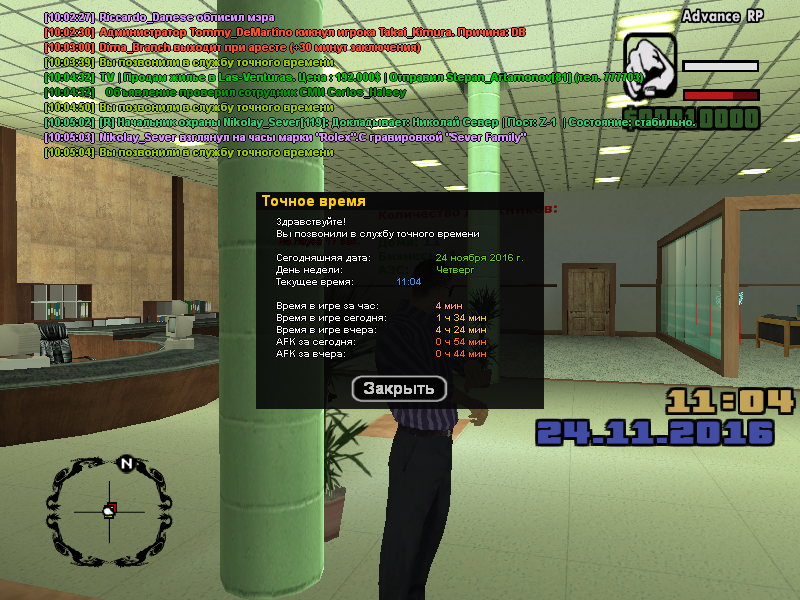 Advance RP
[10:02:27] Riccardo_Danese обписил мэра
[10:02:30] Администратор Tommy_DeMartino кикнул игрока Takai_Kimura. Причина: DB
[10:03:00] Dima_Branch выходит при аресте (+30 минут заключения)
[10:04:39] Вы позвонили в службу точного времени
[10:04:32] TV | Продам жилье в Las-Venturas. Цена : 192.000$ | Отправил Stepan_Artamonov[81] (тел. 777703)
[10:04:32] Объявление проверил сотрудник СМИ Carlos_Halsey
[10:04:50] Вы позвонили в службу точного времени
[10:05:02] [R] Начальник охраны Nikolay_Sever[119]: Докладывает: Николай Север | Пост: Z-1 | Состояние: стабильно.
[10:05:03] Nikolay_Sever взглянул на часы марки "Rolex".С гравировкой "Sever Family"
[10:05:04] Вы позвонили в службу точного времени
Точное время
Здравствуйте!
Вы позвонили в службу точного времени
Сегодняшняя дата: 24 ноября 2016 г.
День недели: Четверг
Текущее время: 11:04
Время в игре за час: 4 мин
Время в игре сегодня: 1 ч 34 мин
Время в игре вчера: 4 ч 24 мин
AFK за сегодня: 0 ч 54 мин
AFK за вчера: 0 ч 44 мин
Закрыть
11:04
24.11.2016
N